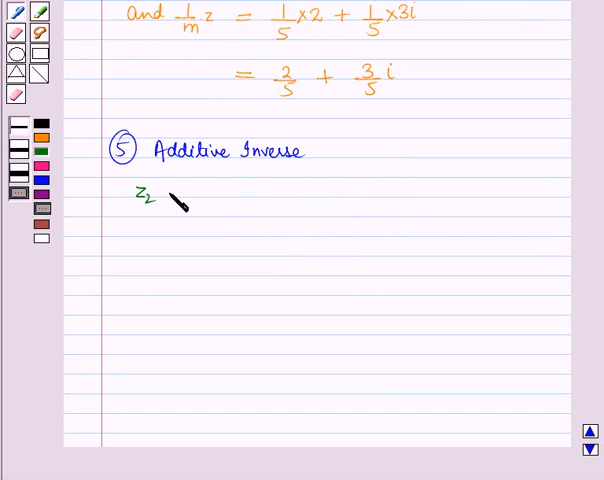 and 1/m z = 1/5 × 2 + 1/5 × 3i
= 2/5 + 3/5 i
5 Additive Inverse
z₂